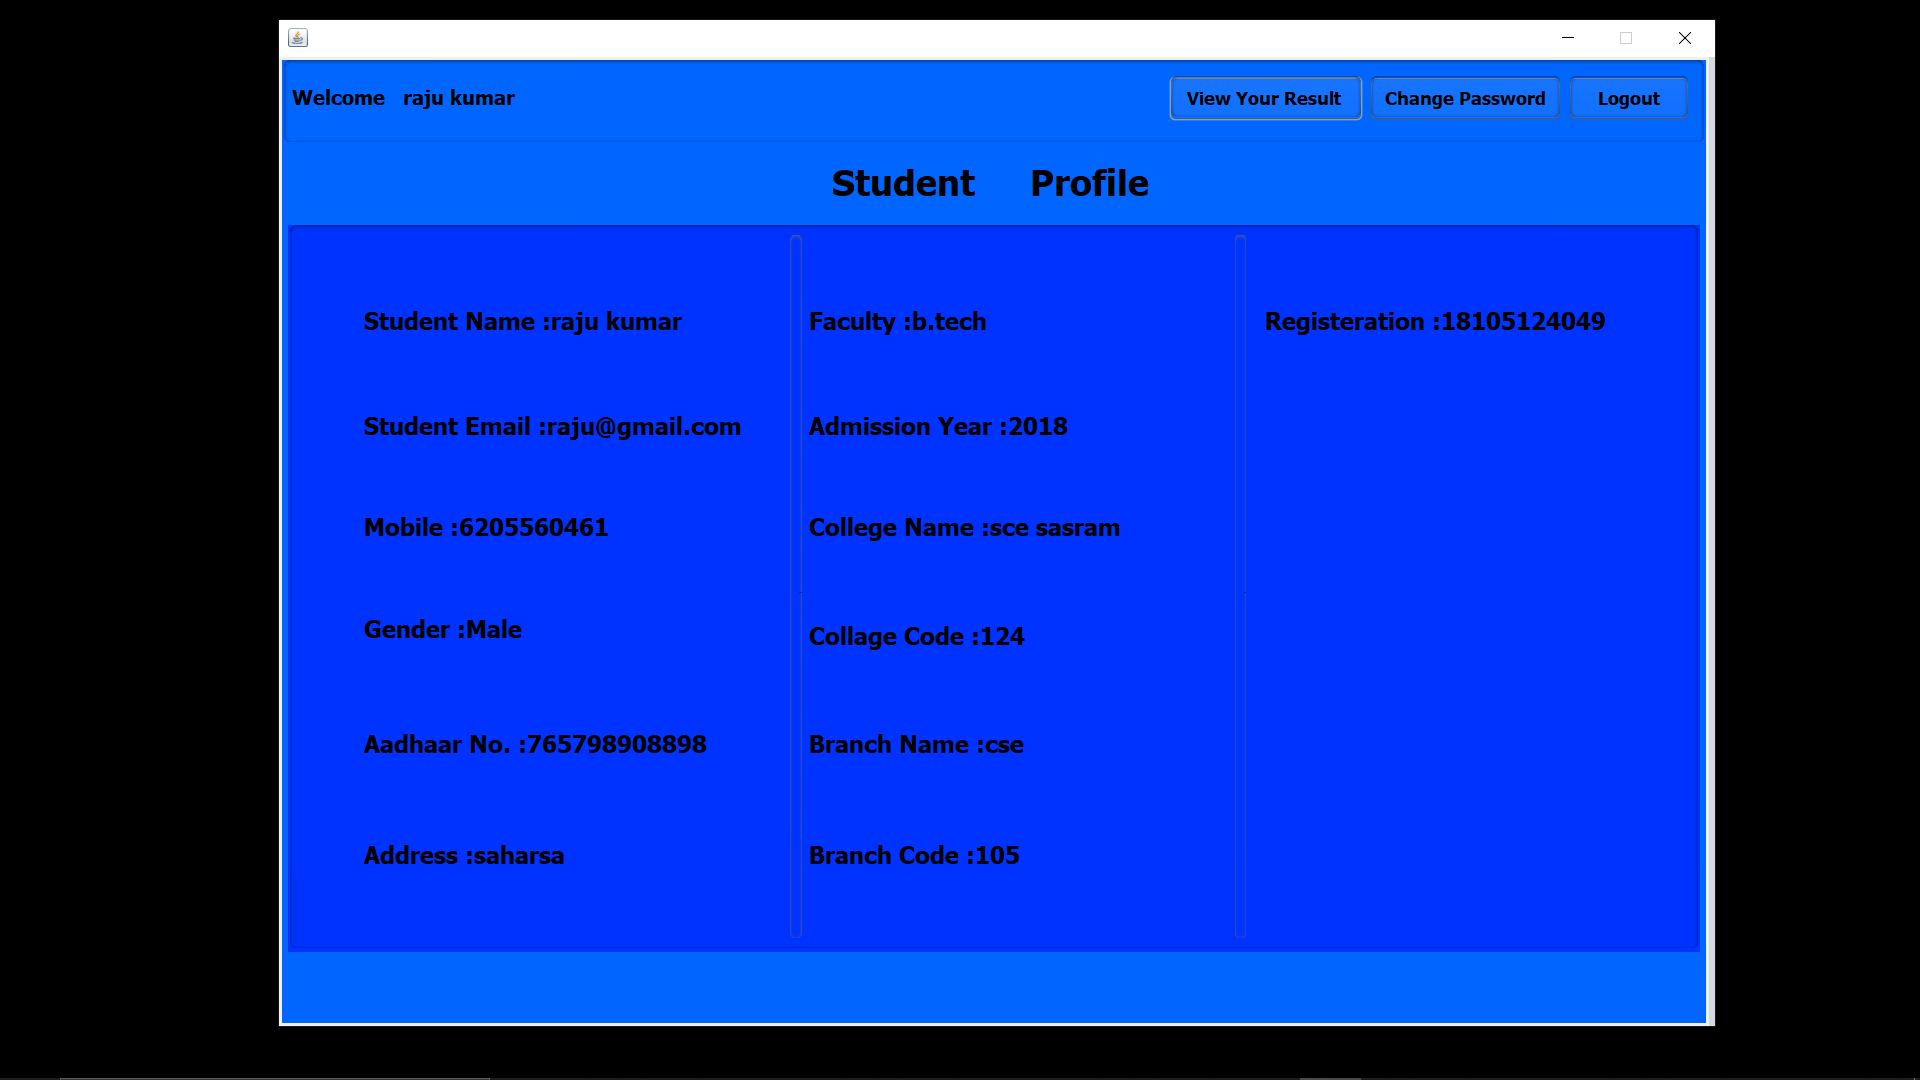 Welcome raju kumar
View Your Result
Change Password
Logout
Student Profile
Student Name :raju kumar
Student Email :raju@gmail.com
Mobile :6205560461
Gender :Male
Aadhaar No. :765798908898
Address :saharsa
Faculty :b.tech
Admission Year :2018
College Name :sce sasram
Collage Code :124
Branch Name :cse
Branch Code :105
Registeration :18105124049